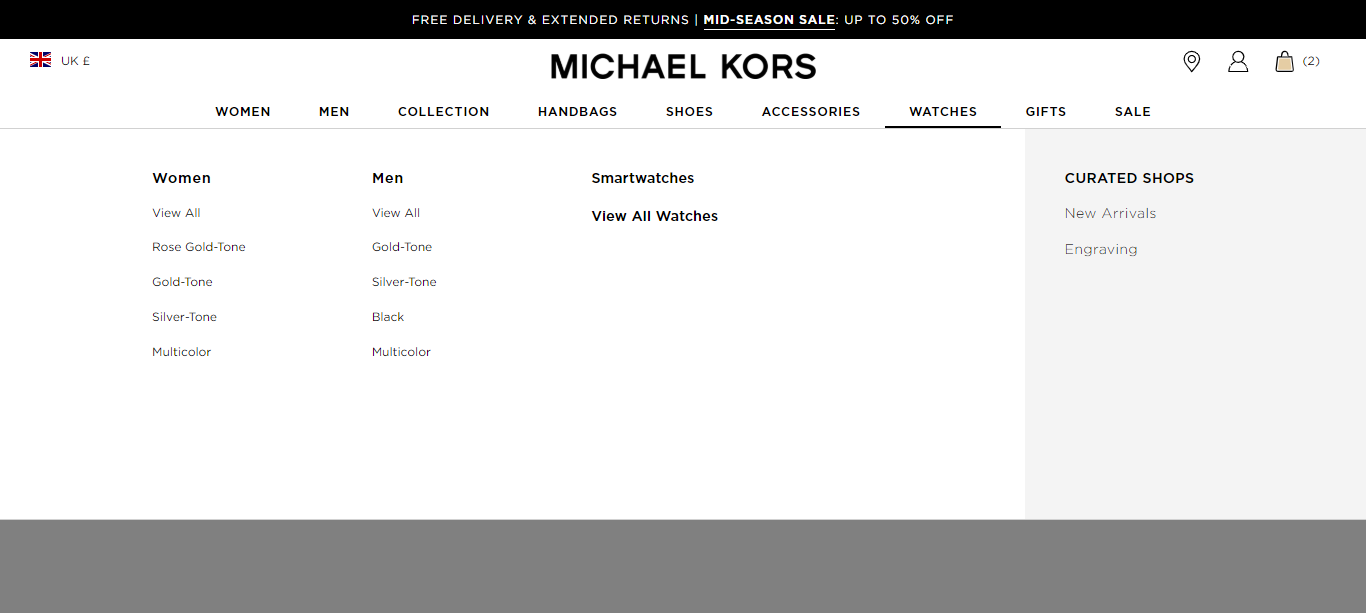 FREE DELIVERY & EXTENDED RETURNS | MID-SEASON SALE: UP TO 50% OFF
UK £
MICHAEL KORS
(2)
WOMEN MEN COLLECTION HANDBAGS SHOES ACCESSORIES WATCHES GIFTS SALE
Women
View All
Rose Gold-Tone
Gold-Tone
Silver-Tone
Multicolor
Men
View All
Gold-Tone
Silver-Tone
Black
Multicolor
Smartwatches
View All Watches
CURATED SHOPS
New Arrivals
Engraving